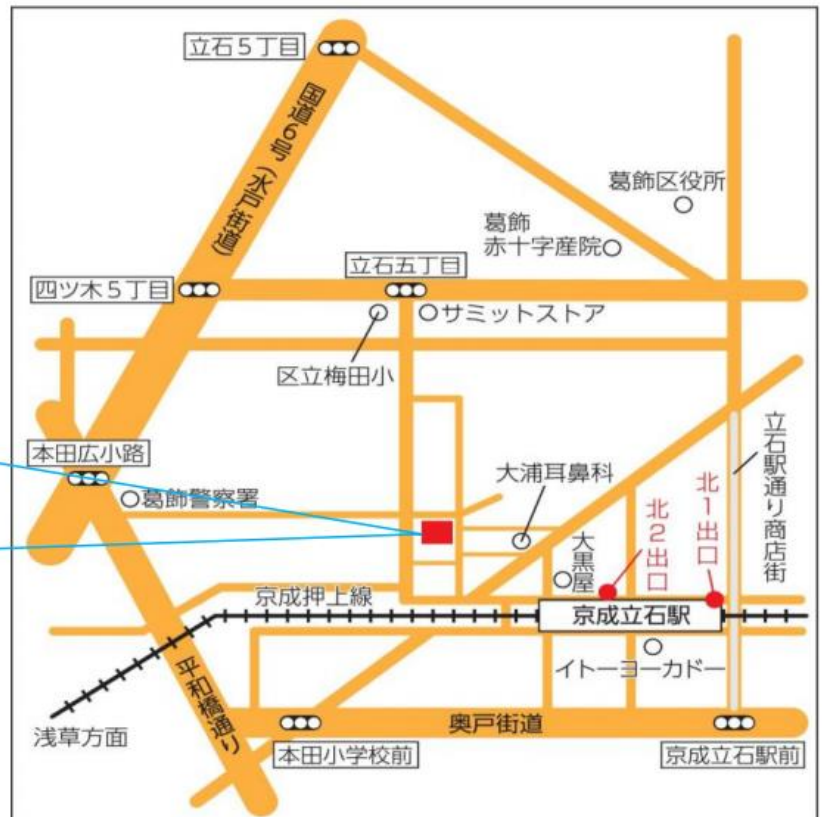 立石5丁目
国道6号(水戸街道)
葛飾区役所
葛飾
赤十字産院
立石五丁目
四ツ木5丁目
サミットストア
区立梅田小
本田広小路
立石駅通り商店街
大浦耳鼻科
葛飾警察署
北1出口
北2出口
大黒屋
京成押上線
京成立石駅
イトーヨーカドー
平和橋通り
浅草方面
奥戸街道
本田小学校前
京成立石駅前